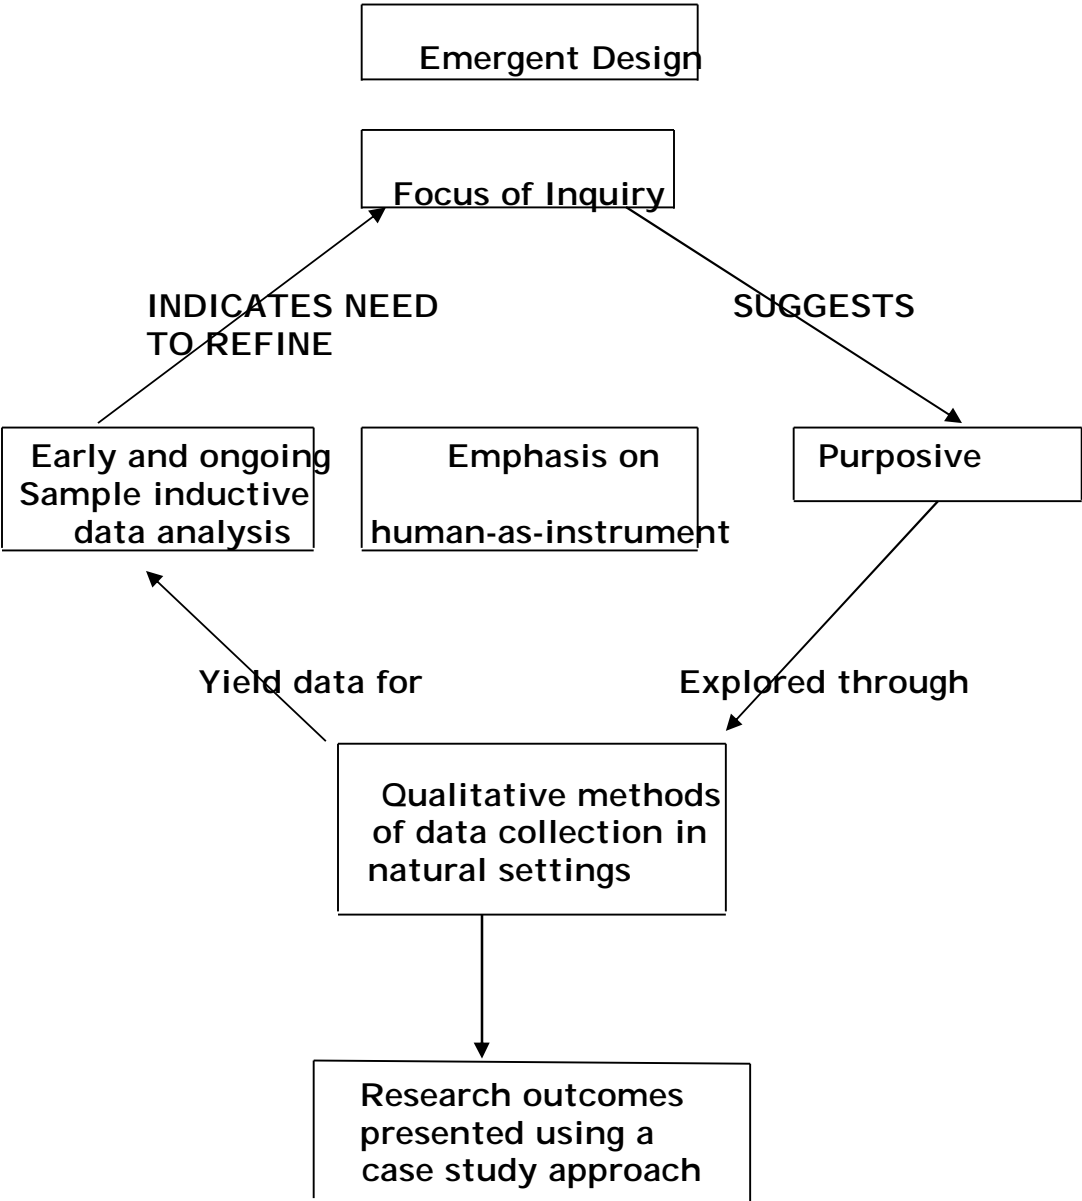 Emergent Design
Focus of Inquiry
INDICATES NEED
TO REFINE
SUGGESTS
Early and ongoing
Sample inductive
data analysis
Emphasis on
human-as-instrument
Purposive
Yield data for
Explored through
Qualitative methods
of data collection in
natural settings
Research outcomes
presented using a
case study approach